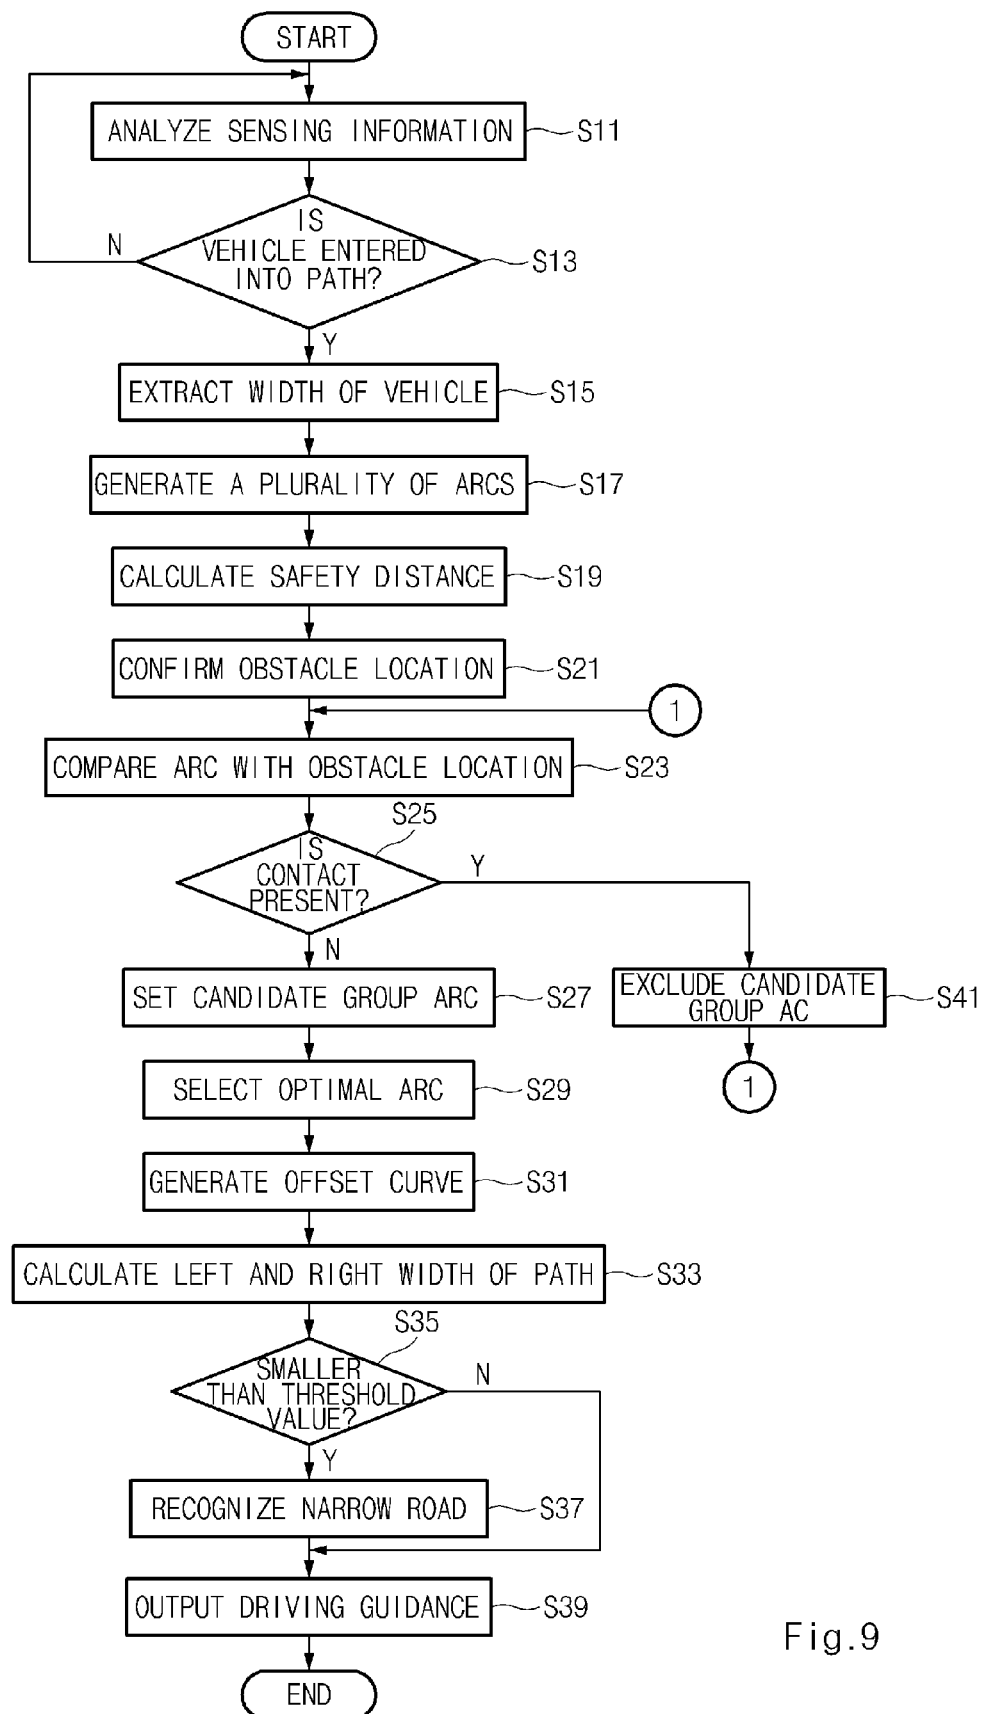 START
ANALYZE SENSING INFORMATION
S11
IS
VEHICLE ENTERED
INTO PATH?
N
S13
Y
EXTRACT WIDTH OF VEHICLE
S15
GENERATE A PLURALITY OF ARCS
S17
CALCULATE SAFETY DISTANCE
S19
CONFIRM OBSTACLE LOCATION
S21
1
COMPARE ARC WITH OBSTACLE LOCATION
S23
S25
IS
CONTACT
PRESENT?
Y
N
SET CANDIDATE GROUP ARC
S27
EXCLUDE CANDIDATE
GROUP AC
S41
1
SELECT OPTIMAL ARC
S29
GENERATE OFFSET CURVE
S31
CALCULATE LEFT AND RIGHT WIDTH OF PATH
S33
S35
SMALLER
THAN THRESHOLD
VALUE?
N
Y
RECOGNIZE NARROW ROAD
S37
OUTPUT DRIVING GUIDANCE
S39
END
Fig.9